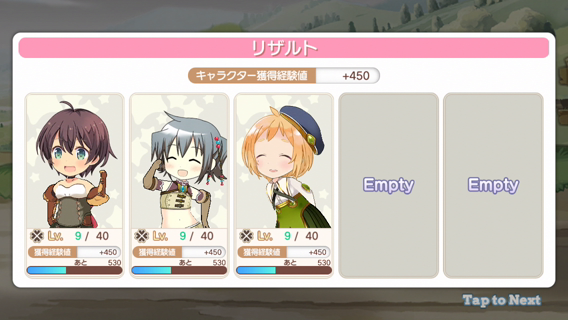 リザルト
キャラクター獲得経験値 +450
Lv. 9 / 40
獲得経験値 +450
あと 530
Lv. 9 / 40
獲得経験値 +450
あと 530
Lv. 9 / 40
獲得経験値 +450
あと 530
Empty
Empty
Tap to Next